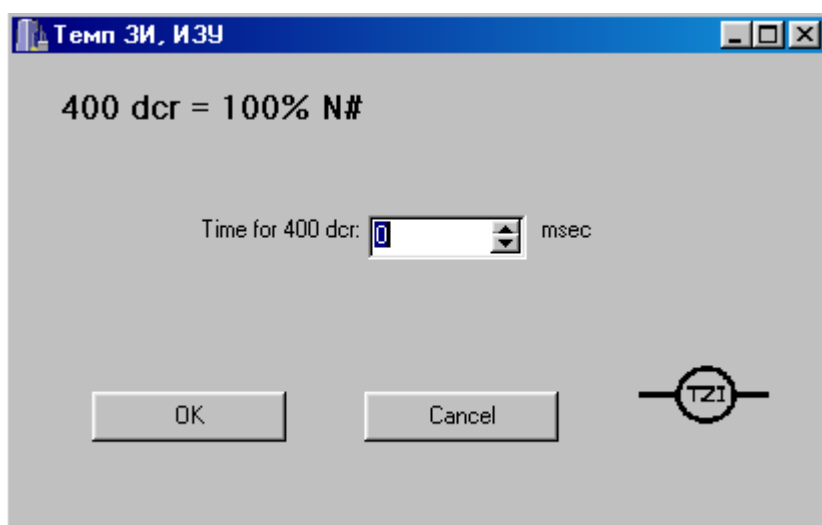 Темп ЗИ, ИЗУ
400 dcr = 100% N#
Time for 400 dcr: 0 msec
OK Cancel
TZI